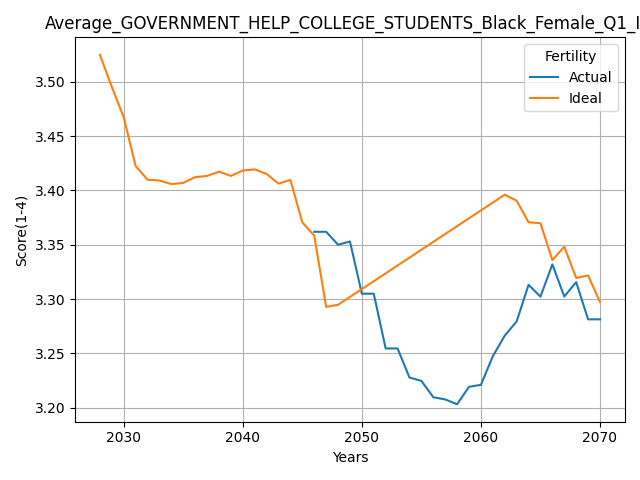 Average_GOVERNMENT_HELP_COLLEGE_STUDENTS_Black_Female_Q1_I
Fertility
Actual
Ideal
3.50
3.45
3.40
3.35
3.30
3.25
3.20
Score(1-4)
2030 2040 2050 2060 2070
Years